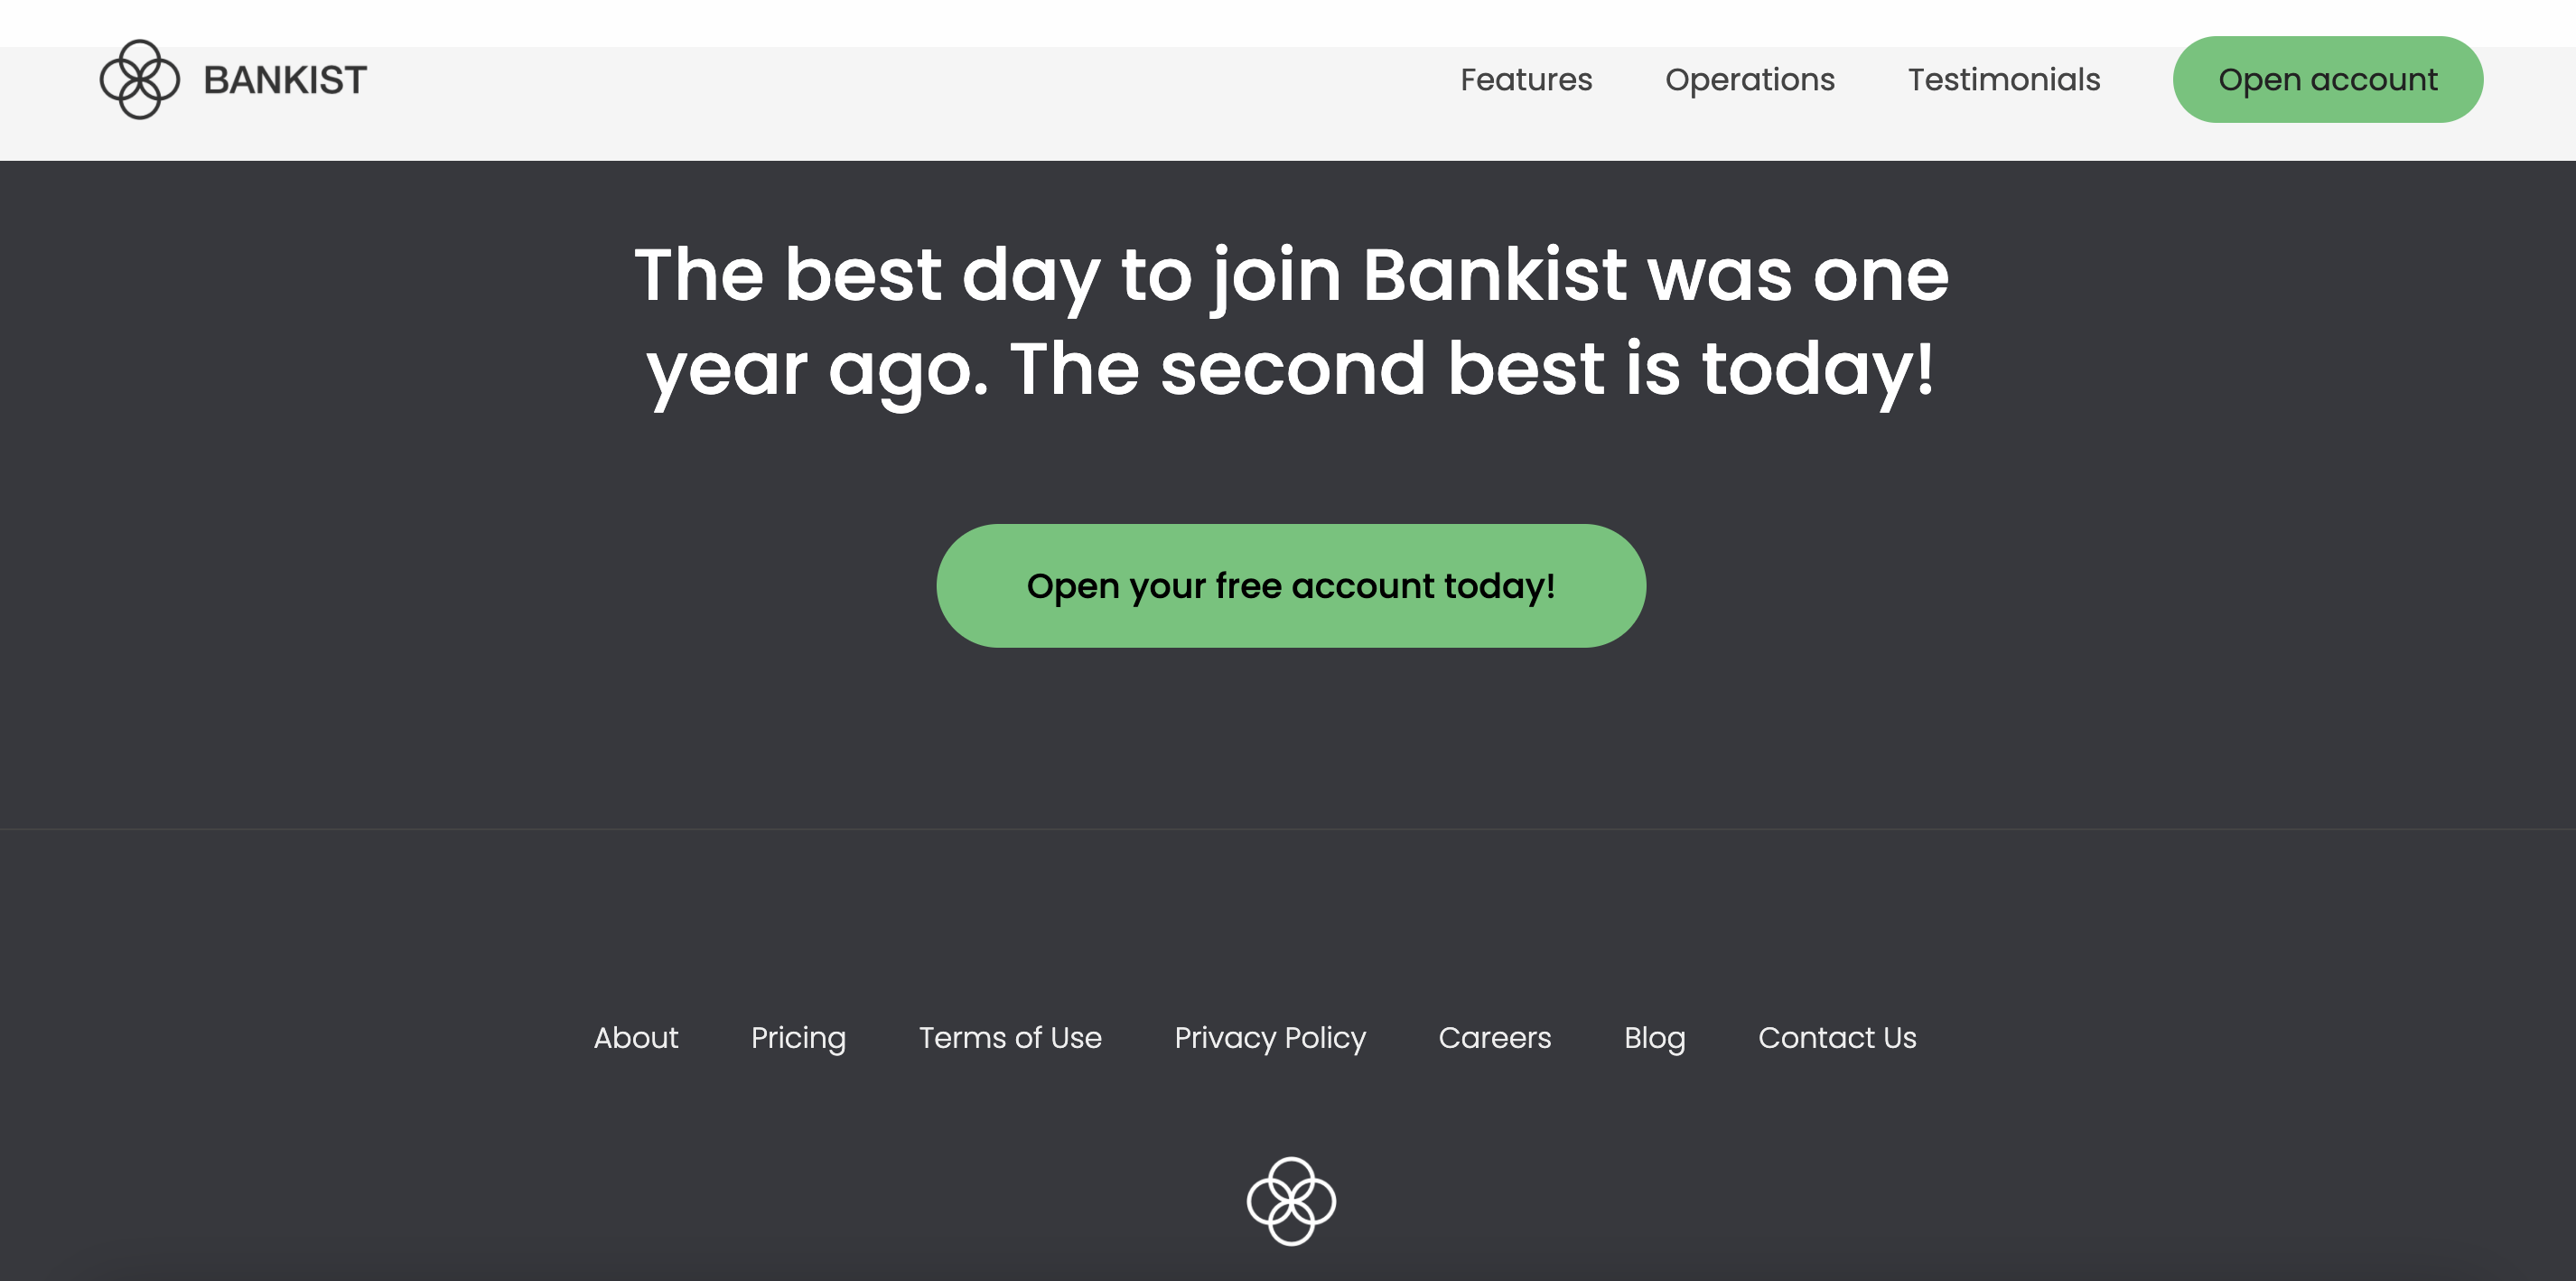 BANKIST
Features Operations Testimonials Open account
The best day to join Bankist was one
year ago. The second best is today!
Open your free account today!
About Pricing Terms of Use Privacy Policy Careers Blog Contact Us